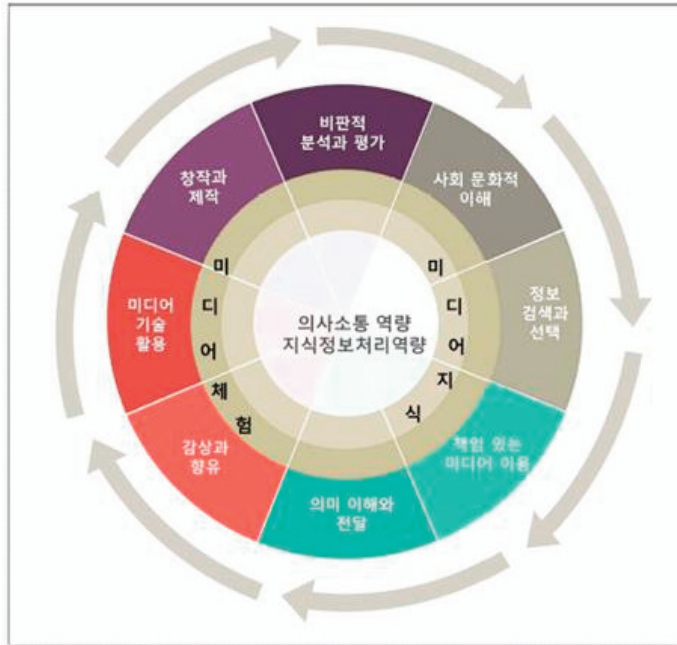 비판적
분석과 평가
사회 문화적
이해
정보
검색과
선택
책임 있는
미디어 이용
의미 이해와
전달
감상과
향유
미디어
기술
활용
창작과
제작
미디어체험
미디어지식
의사소통 역량
지식정보처리역량